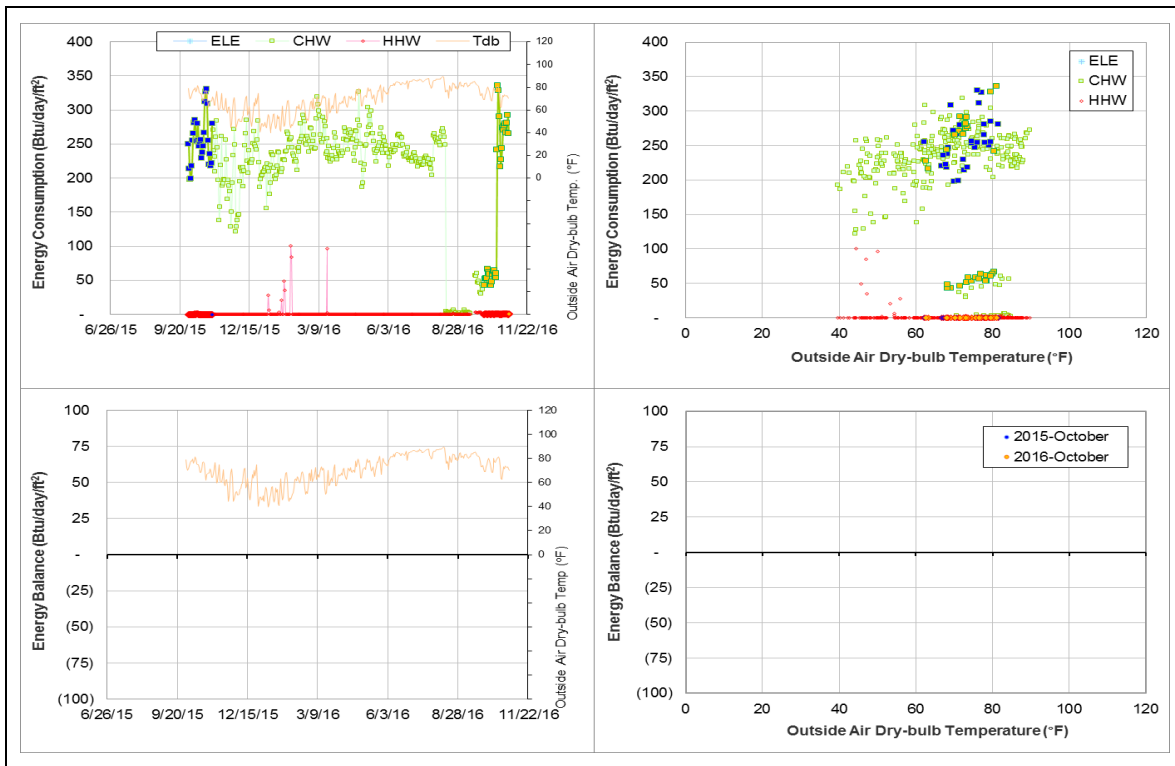 ELE CHW HHW Tdb
Energy Consumption (Btu/day/ft²)
400
350
300
250
200
150
100
50
-
120
100
80
60
40
20
0
Outside Air Dry-bulb Temp. (°F)
6/26/15 9/20/15 12/15/15 3/9/16 6/3/16 8/28/16 11/22/16
Energy Consumption (Btu/day/ft²)
400
350
300
250
200
150
100
50
-
ELE
CHW
HHW
0 20 40 60 80 100 120
Outside Air Dry-bulb Temperature (°F)
Energy Balance (Btu/day/ft²)
100
75
50
25
-
(25)
(50)
(75)
(100)
120
100
80
60
40
20
0
Outside Air Dry-bulb Temp (°F)
6/26/15 9/20/15 12/15/15 3/9/16 6/3/16 8/28/16 11/22/16
Energy Balance (Btu/day/ft²)
100
75
50
25
-
(25)
(50)
(75)
(100)
2015-October
2016-October
0 20 40 60 80 100 120
Outside Air Dry-bulb Temperature (°F)